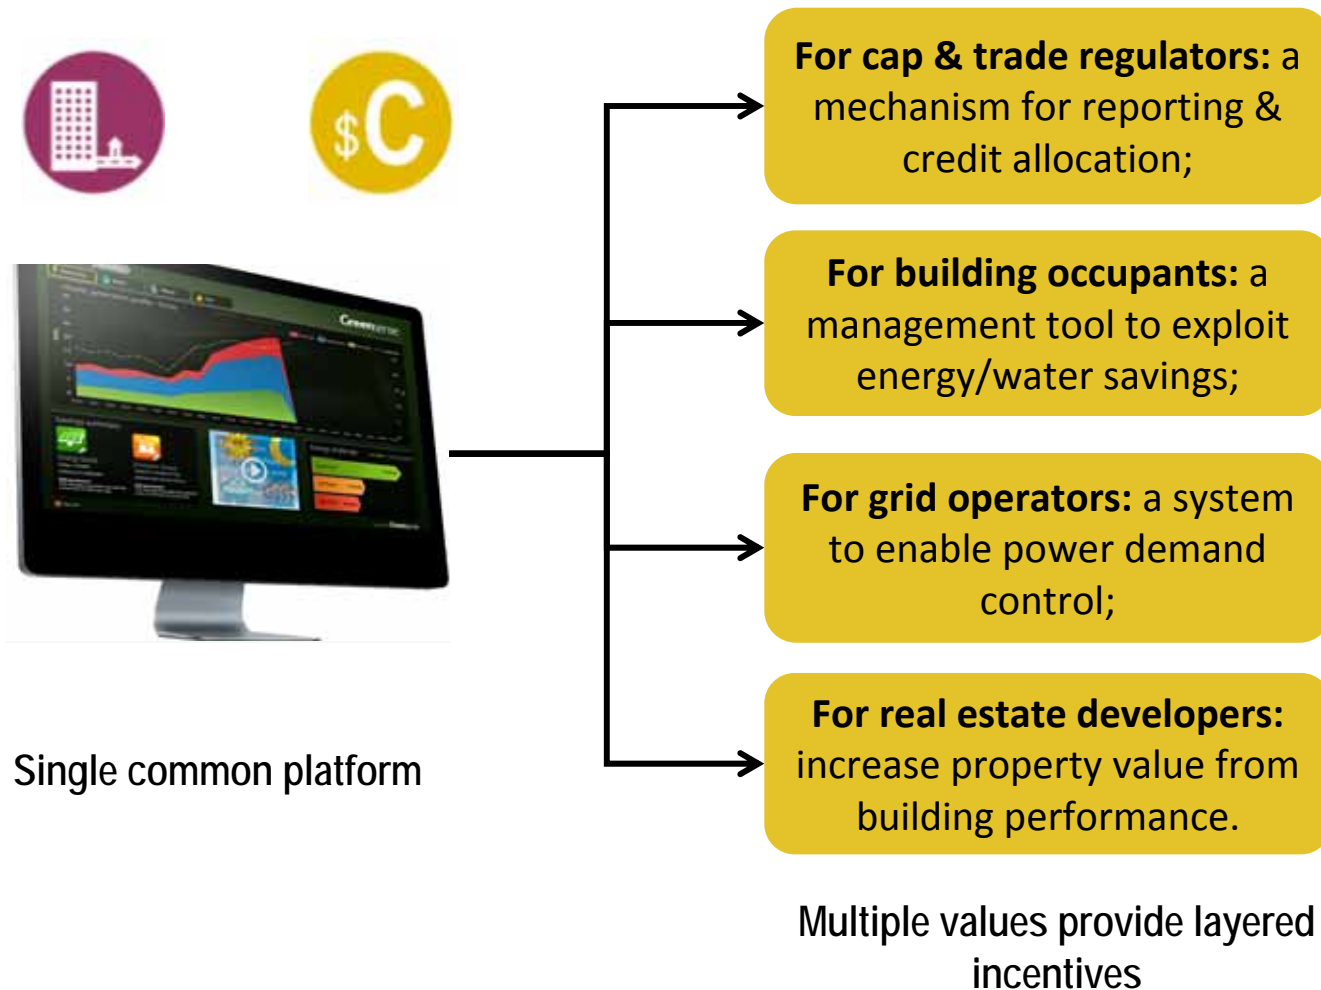 $C
Greensense
Single common platform
For cap & trade regulators: a
mechanism for reporting &
credit allocation;
For building occupants: a
management tool to exploit
energy/water savings;
For grid operators: a system
to enable power demand
control;
For real estate developers:
increase property value from
building performance.
Multiple values provide layered
incentives